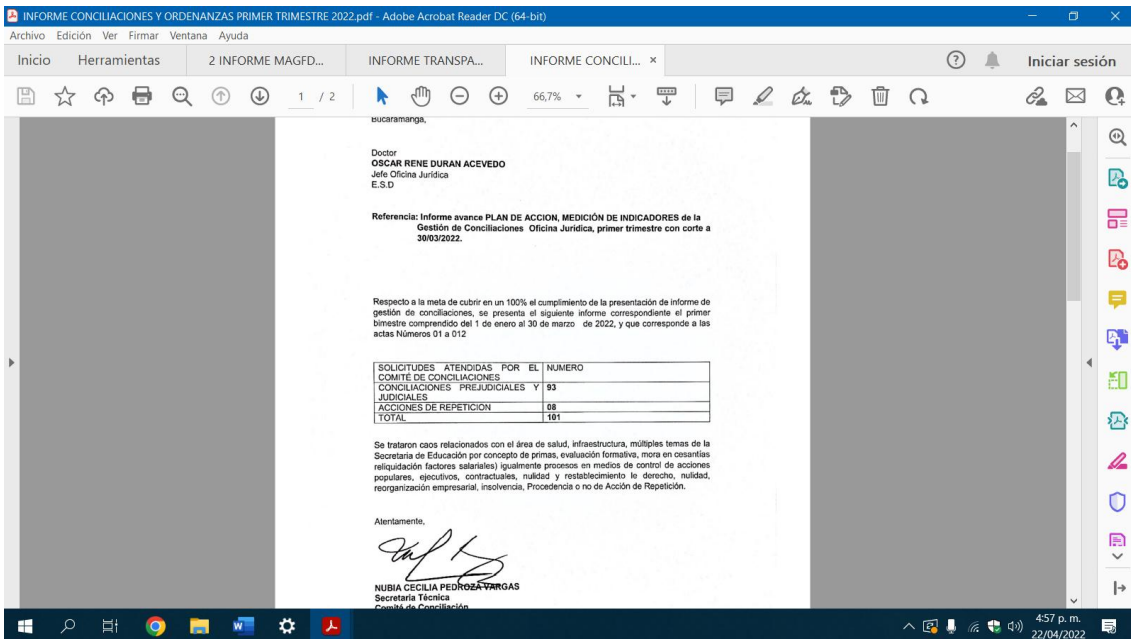 INFORME CONCILIACIONES Y ORDENANZAS PRIMER TRIMESTRE 2022.pdf - Adobe Acrobat Reader DC (64-bit)
Archivo Edición Ver Firmar Ventana Ayuda
Inicio Herramientas 2 INFORME MAGFD... INFORME TRANSPA... INFORME CONCILI... × Iniciar sesión
1 / 2 66,7%
Bucaramanga,
Doctor
OSCAR RENE DURAN ACEVEDO
Jefe Oficina Jurídica
E.S.D
Referencia: Informe avance PLAN DE ACCION, MEDICIÓN DE INDICADORES de la
Gestión de Conciliaciones Oficina Jurídica, primer trimestre con corte a
30/03/2022.
Respecto a la meta de cubrir en un 100% el cumplimiento de la presentación de informe de
gestión de conciliaciones, se presenta el siguiente informe correspondiente el primer
bimestre comprendido del 1 de enero al 30 de marzo de 2022, y que corresponde a las
actas Números 01 a 012
SOLICITUDES ATENDIDAS POR EL NUMERO
COMITÉ DE CONCILIACIONES
CONCILIACIONES PREJUDICIALES Y 93
JUDICIALES
ACCIONES DE REPETICION 08
TOTAL 101
Se trataron caos relacionados con el área de salud, infraestructura, múltiples temas de la
Secretaria de Educación por concepto de primas, evaluación formativa, mora en cesantías
reliquidación factores salariales) igualmente procesos en medios de control de acciones
populares, ejecutivos, contractuales, nulidad y restablecimiento le derecho, nulidad,
reorganización empresarial, insolvencia, Procedencia o no de Acción de Repetición.
Atentamente,
NUBIA CECILIA PEDROZA VARGAS
Secretaria Técnica
Comité de Conciliación
4:57 p. m.
22/04/2022